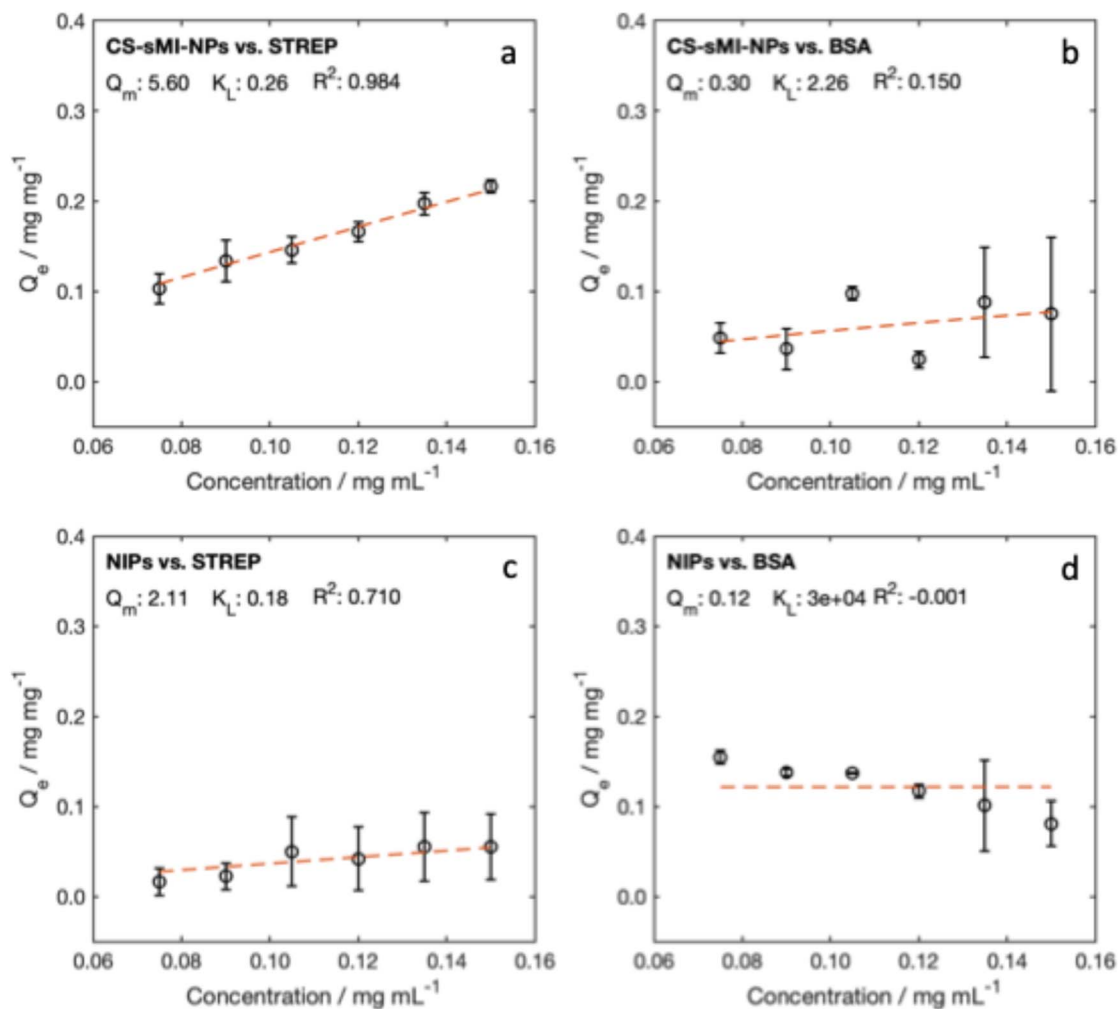 CS-sMI-NPs vs. STREP a
Qm: 5.60 KL: 0.26 R²: 0.984
0.4
0.3
0.2
0.1
0.0
Qe / mg mg⁻¹
0.06 0.08 0.10 0.12 0.14 0.16
Concentration / mg mL⁻¹
CS-sMI-NPs vs. BSA b
Qm: 0.30 KL: 2.26 R²: 0.150
0.4
0.3
0.2
0.1
0.0
Qe / mg mg⁻¹
0.06 0.08 0.10 0.12 0.14 0.16
Concentration / mg mL⁻¹
NIPs vs. STREP c
Qm: 2.11 KL: 0.18 R²: 0.710
0.4
0.3
0.2
0.1
0.0
Qe / mg mg⁻¹
0.06 0.08 0.10 0.12 0.14 0.16
Concentration / mg mL⁻¹
NIPs vs. BSA d
Qm: 0.12 KL: 3e+04 R²: -0.001
0.4
0.3
0.2
0.1
0.0
Qe / mg mg⁻¹
0.06 0.08 0.10 0.12 0.14 0.16
Concentration / mg mL⁻¹